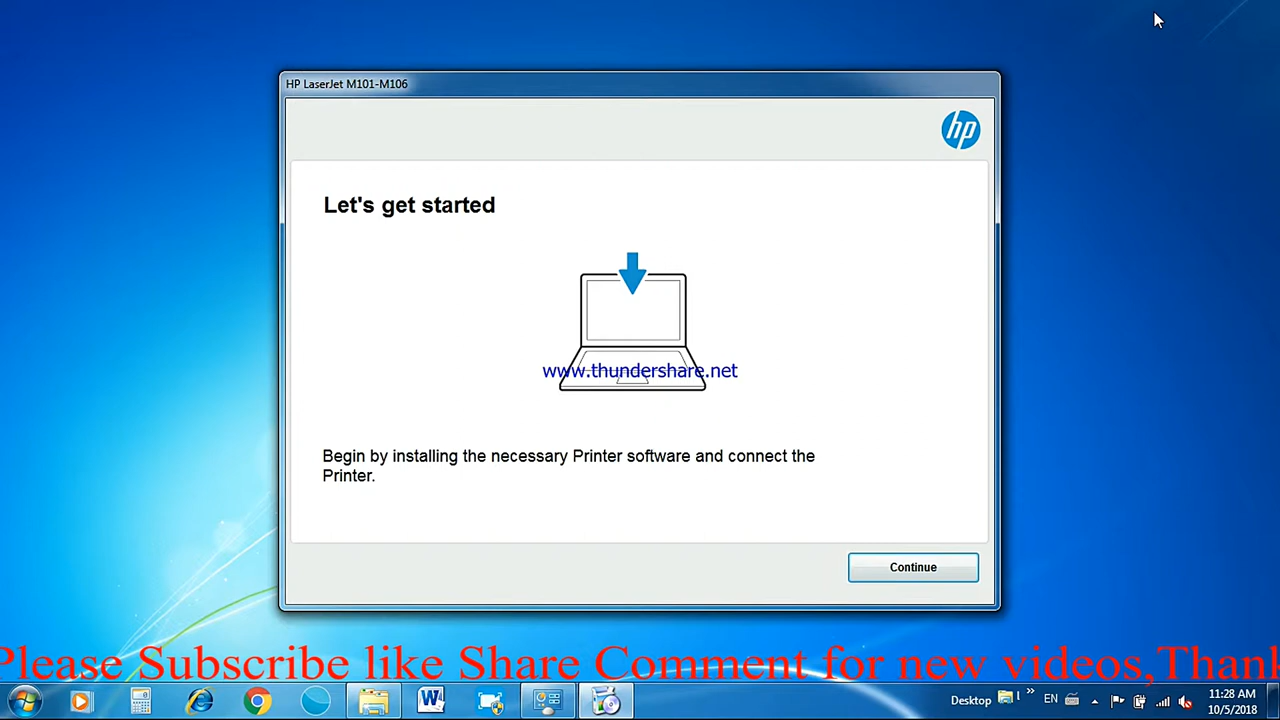 HP LaserJet M101-M106
hp
Let's get started
www.thundershare.net
Begin by installing the necessary Printer software and connect the
Printer.
Continue
Please Subscribe like Share Comment for new videos,Thank
W
Desktop
EN
11:28 AM
10/5/2018